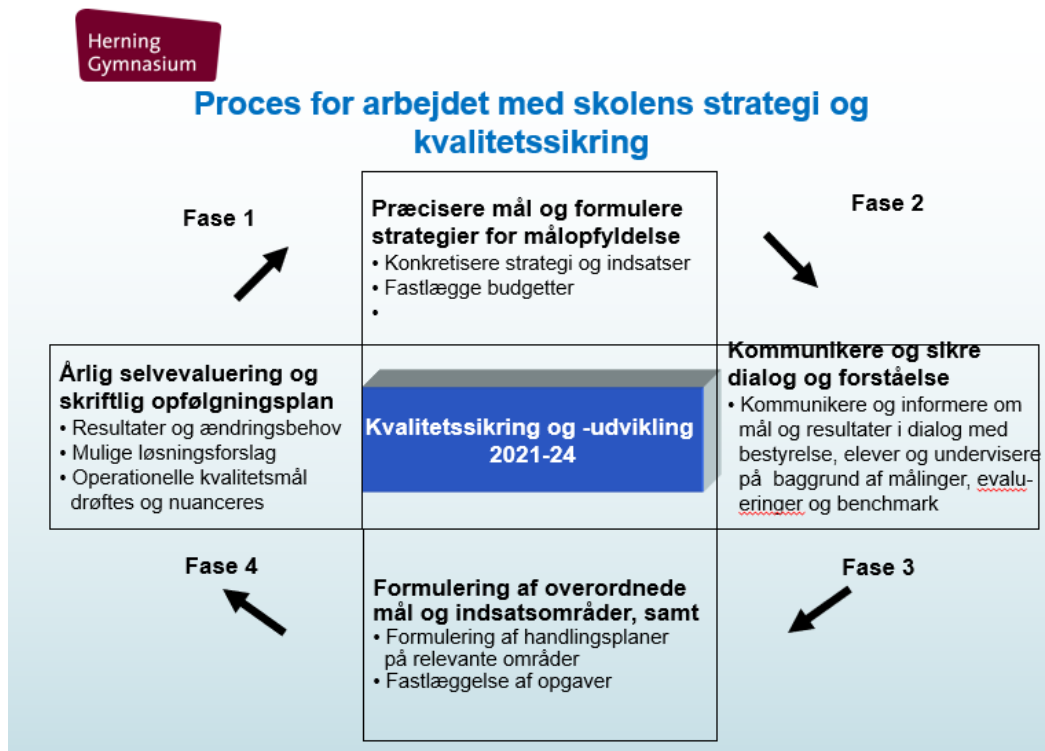 Herning
Gymnasium
Proces for arbejdet med skolens strategi og
kvalitetssikring
Fase 1
Præcisere mål og formulere
strategier for målopfyldelse
• Konkretisere strategi og indsatser
• Fastlægge budgetter
•
Fase 2
Årlig selvevaluering og
skriftlig opfølgningsplan
• Resultater og ændringsbehov
• Mulige løsningsforslag
• Operationelle kvalitetsmål
drøftes og nuanceres
Kvalitetssikring og -udvikling
2021-24
Kommunikere og sikre
dialog og forståelse
• Kommunikere og informere om
mål og resultater i dialog med
bestyrelse, elever og undervisere
på baggrund af målinger, evalu-
eringer og benchmark
Fase 4
Formulering af overordnede
mål og indsatsområder, samt
• Formulering af handlingsplaner
på relevante områder
• Fastlæggelse af opgaver
Fase 3